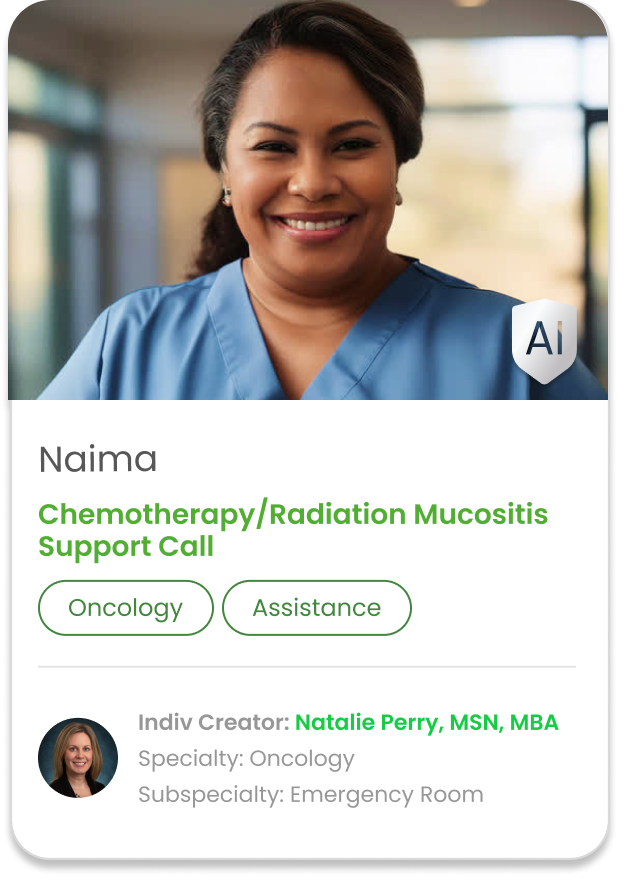 AI
Naima
Chemotherapy/Radiation Mucositis
Support Call
Oncology Assistance
Indiv Creator: Natalie Perry, MSN, MBA
Specialty: Oncology
Subspecialty: Emergency Room